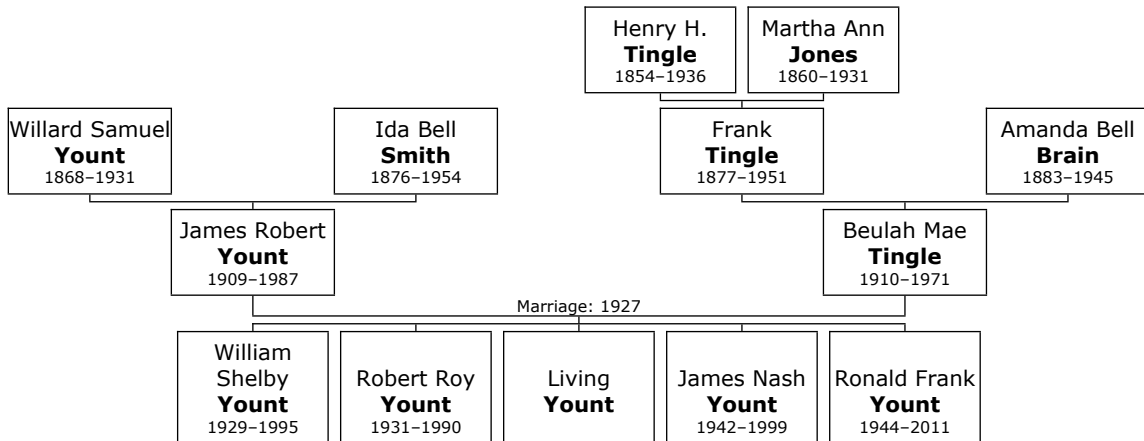 Henry H.
Tingle
1854–1936
Martha Ann
Jones
1860–1931
Willard Samuel
Yount
1868–1931
Ida Bell
Smith
1876–1954
Frank
Tingle
1877–1951
Amanda Bell
Brain
1883–1945
James Robert
Yount
1909–1987
Beulah Mae
Tingle
1910–1971
Marriage: 1927
William
Shelby
Yount
1929–1995
Robert Roy
Yount
1931–1990
Living
Yount
James Nash
Yount
1942–1999
Ronald Frank
Yount
1944–2011